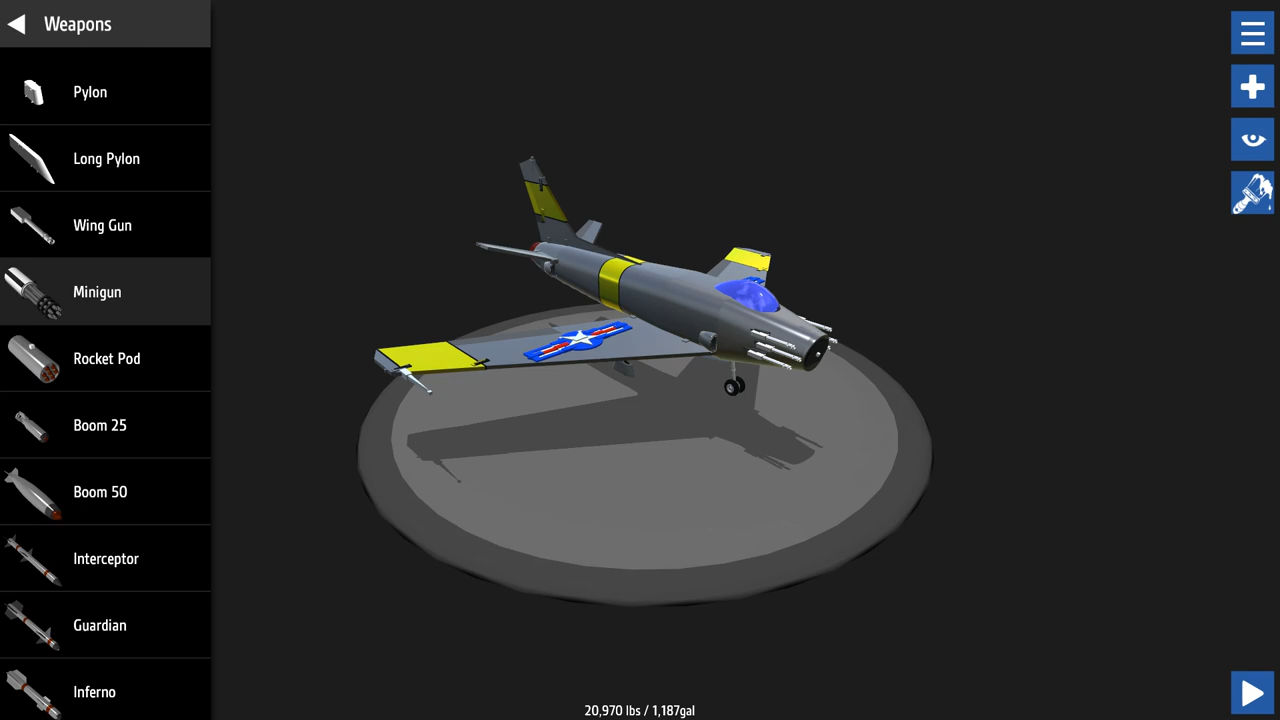 Weapons
Pylon
Long Pylon
Wing Gun
Minigun
Rocket Pod
Boom 25
Boom 50
Interceptor
Guardian
Inferno
20,970 lbs / 1,187gal